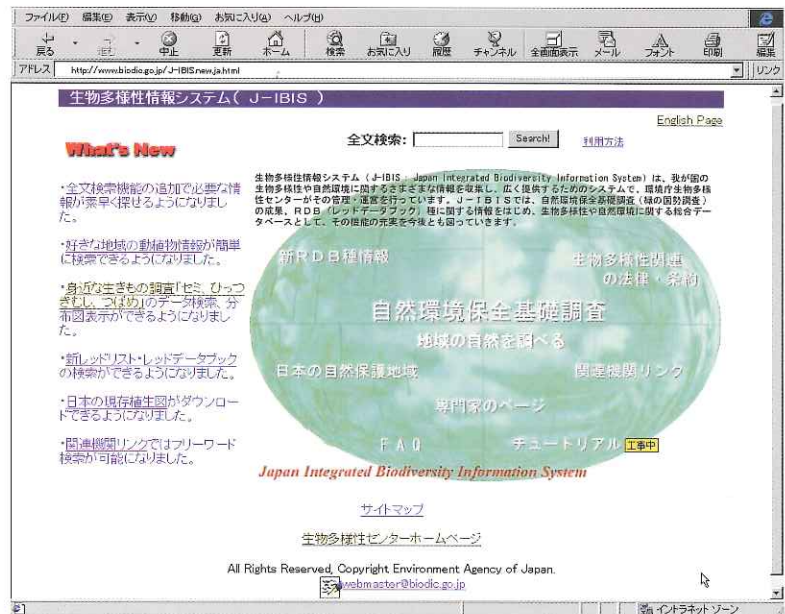 ファイル(F) 編集(E) 表示(V) 移動(G) お気に入り(A) ヘルプ(H)
戻る 進む 中止 更新 ホーム 検索 お気に入り 履歴 チャンネル 全画面表示 メール フォント 印刷 編集
アドレス http://www.biodic.go.jp/J-IBISnew.ja.html リンク
生物多様性情報システム( J-IBIS )
English Page
What's New
全文検索: Search! 利用方法
・全文検索機能の追加で必要な情
報が素早く探せるようになりまし
た。
・好きな地域の動植物情報が簡単
に検索できるようになりました。
・身近な生きもの調査「セミ、ひっつ
きむし、つばめ」のデータ検索、分
布図表示ができるようになりまし
た。
・新レッドリスト・レッドデータブック
の検索ができるようになりました。
・日本の現存植生図がダウンロー
ドできるようになりました。
・関連機関リンクではフリーワード
検索が可能になりました。
生物多様性情報システム (J-IBIS : Japan Integrated Biodiversity Information System) は、我が国の
生物多様性や自然環境に関するさまざまな情報を収集し、広く提供するためのシステムで、環境庁生物多様
性センターがその管理・運営を行っています。J-IBISでは、自然環境保全基礎調査（緑の国勢調査）
の成果、RDB（レッドデータブック）種に関する情報をはじめ、生物多様性や自然環境に関する総合デー
タベースとして、その機能の充実を今後とも図っていきます。
新RDB種情報
生物多様性関連
の法律・条約
自然環境保全基礎調査
地域の自然を調べる
日本の自然保護地域 関連機関リンク
専門家のページ
FAQ チュートリアル 工事中
Japan Integrated Biodiversity Information System
サイトマップ
生物多様性センターホームページ
All Rights Reserved, Copyright Environment Agency of Japan.
webmaster@biodic.go.jp
イントラネット ゾーン